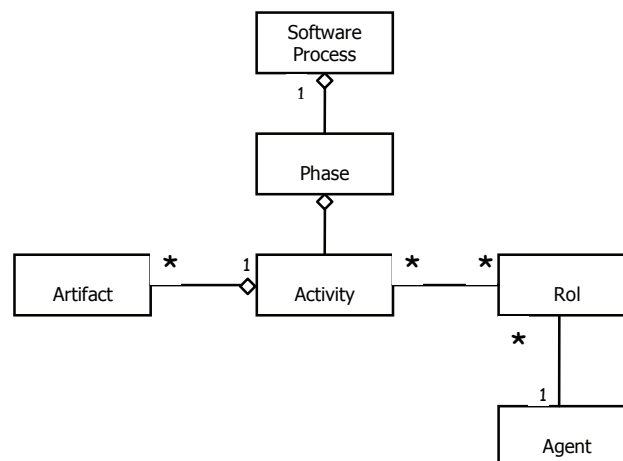 Software
Process
1
Phase
* 1 * *
Artifact Activity Rol
*
1
Agent